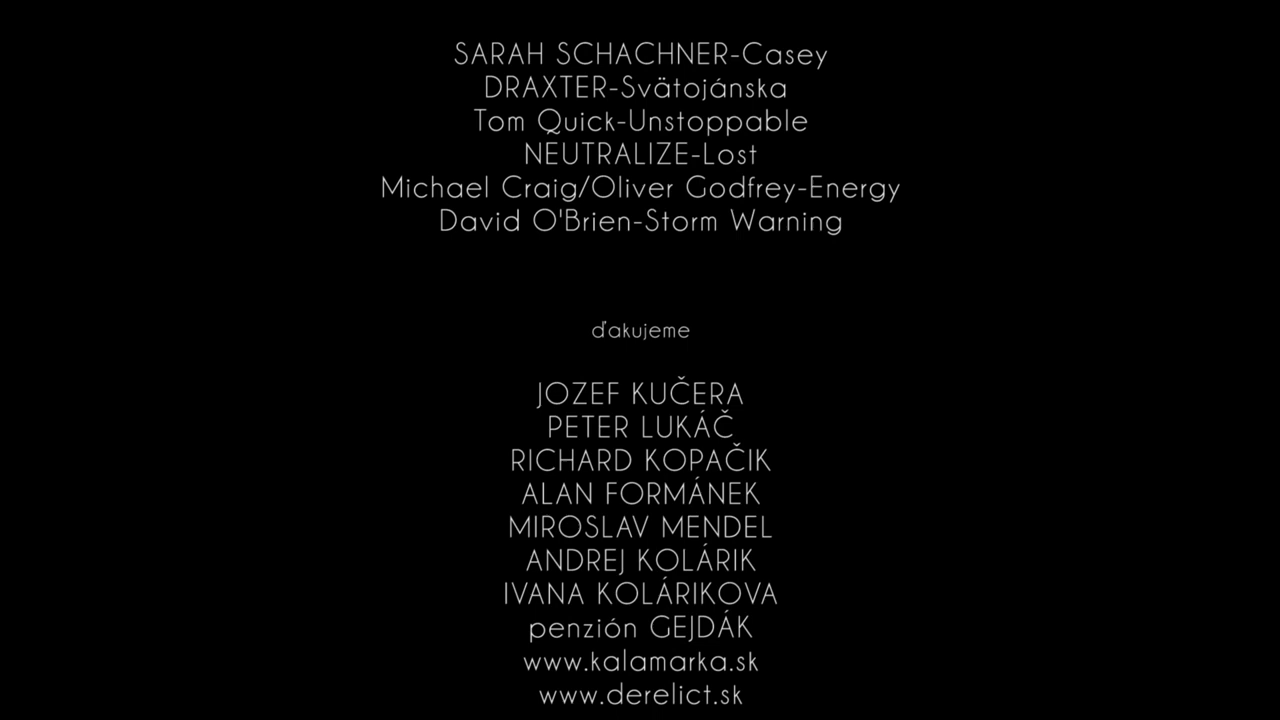 SARAH SCHACHNER-Casey
DRAXTER-Svätojánska
Tom Quick-Unstoppable
NEUTRALIZE-Lost
Michael Craig/Oliver Godfrey-Energy
David O'Brien-Storm Warning
ďakujeme
JOZEF KUČERA
PETER LUKÁČ
RICHARD KOPAČIK
ALAN FORMÁNEK
MIROSLAV MENDEL
ANDREJ KOLÁRIK
IVANA KOLÁRIKOVA
penzión GEJDÁK
www.kalamarka.sk
www.derelict.sk